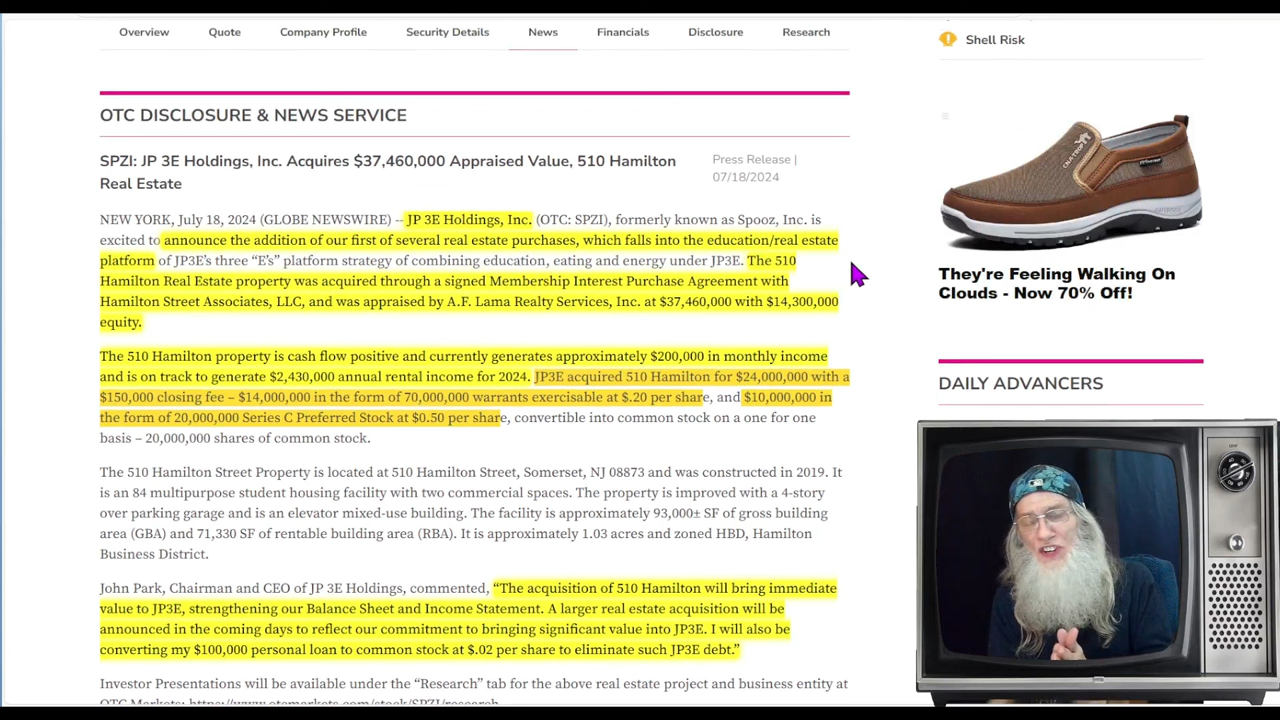 Overview Quote Company Profile Security Details News Financials Disclosure Research
Shell Risk
OTC DISCLOSURE & NEWS SERVICE
SPZI: JP 3E Holdings, Inc. Acquires $37,460,000 Appraised Value, 510 Hamilton
Real Estate
Press Release |
07/18/2024
NEW YORK, July 18, 2024 (GLOBE NEWSWIRE) -- JP 3E Holdings, Inc. (OTC: SPZI), formerly known as Spooz, Inc. is
excited to announce the addition of our first of several real estate purchases, which falls into the education/real estate
platform of JP3E’s three “E’s” platform strategy of combining education, eating and energy under JP3E. The 510
Hamilton Real Estate property was acquired through a signed Membership Interest Purchase Agreement with
Hamilton Street Associates, LLC, and was appraised by A.F. Lama Realty Services, Inc. at $37,460,000 with $14,300,000
equity.
The 510 Hamilton property is cash flow positive and currently generates approximately $200,000 in monthly income
and is on track to generate $2,430,000 annual rental income for 2024. JP3E acquired 510 Hamilton for $24,000,000 with a
$150,000 closing fee – $14,000,000 in the form of 70,000,000 warrants exercisable at $.20 per share, and $10,000,000 in
the form of 20,000,000 Series C Preferred Stock at $0.50 per share, convertible into common stock on a one for one
basis – 20,000,000 shares of common stock.
The 510 Hamilton Street Property is located at 510 Hamilton Street, Somerset, NJ 08873 and was constructed in 2019. It
is an 84 multipurpose student housing facility with two commercial spaces. The property is improved with a 4-story
over parking garage and is an elevator mixed-use building. The facility is approximately 93,000± SF of gross building
area (GBA) and 71,330 SF of rentable building area (RBA). It is approximately 1.03 acres and zoned HBD, Hamilton
Business District.
John Park, Chairman and CEO of JP 3E Holdings, commented, “The acquisition of 510 Hamilton will bring immediate
value to JP3E, strengthening our Balance Sheet and Income Statement. A larger real estate acquisition will be
announced in the coming days to reflect our commitment to bringing significant value into JP3E. I will also be
converting my $100,000 personal loan to common stock at $.02 per share to eliminate such JP3E debt.”
Investor Presentations will be available under the “Research” tab for the above real estate project and business entity at
OTC Markets: https://www.otcmarkets.com/stock/SPZI/research
They're Feeling Walking On
Clouds - Now 70% Off!
DAILY ADVANCERS